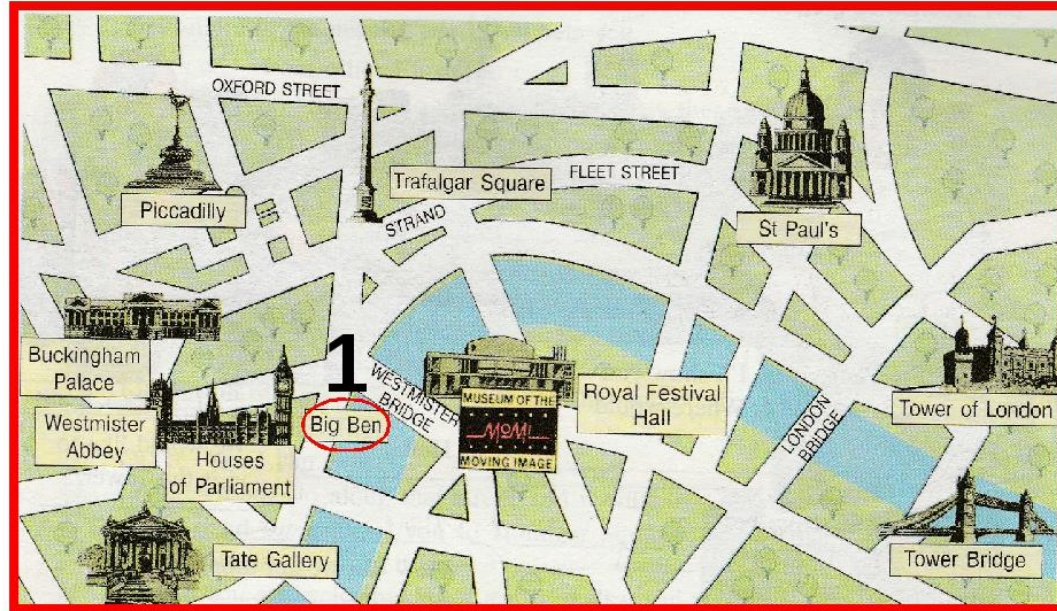 OXFORD STREET
Piccadilly
Trafalgar Square
STRAND
FLEET STREET
St Paul's
Buckingham
Palace
Westmister
Abbey
Houses
of Parliament
1
Big Ben
WESTMISTER
BRIDGE
MUSEUM OF THE
MOMI
MOVING IMAGE
Royal Festival
Hall
LONDON
BRIDGE
Tower of London
Tate Gallery
Tower Bridge